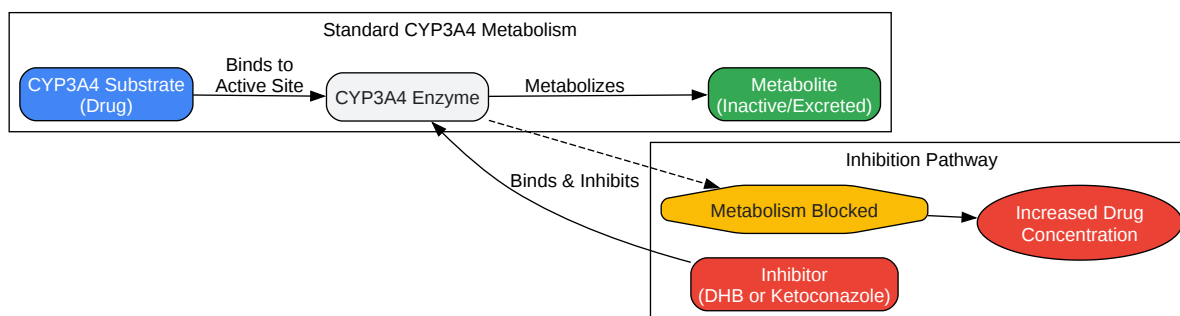 Standard CYP3A4 Metabolism
CYP3A4 Substrate
(Drug)
Binds to
Active Site
CYP3A4 Enzyme
Metabolizes
Metabolite
(Inactive/Excreted)
Inhibition Pathway
Binds & Inhibits
Metabolism Blocked
Increased Drug
Concentration
Inhibitor
(DHB or Ketoconazole)